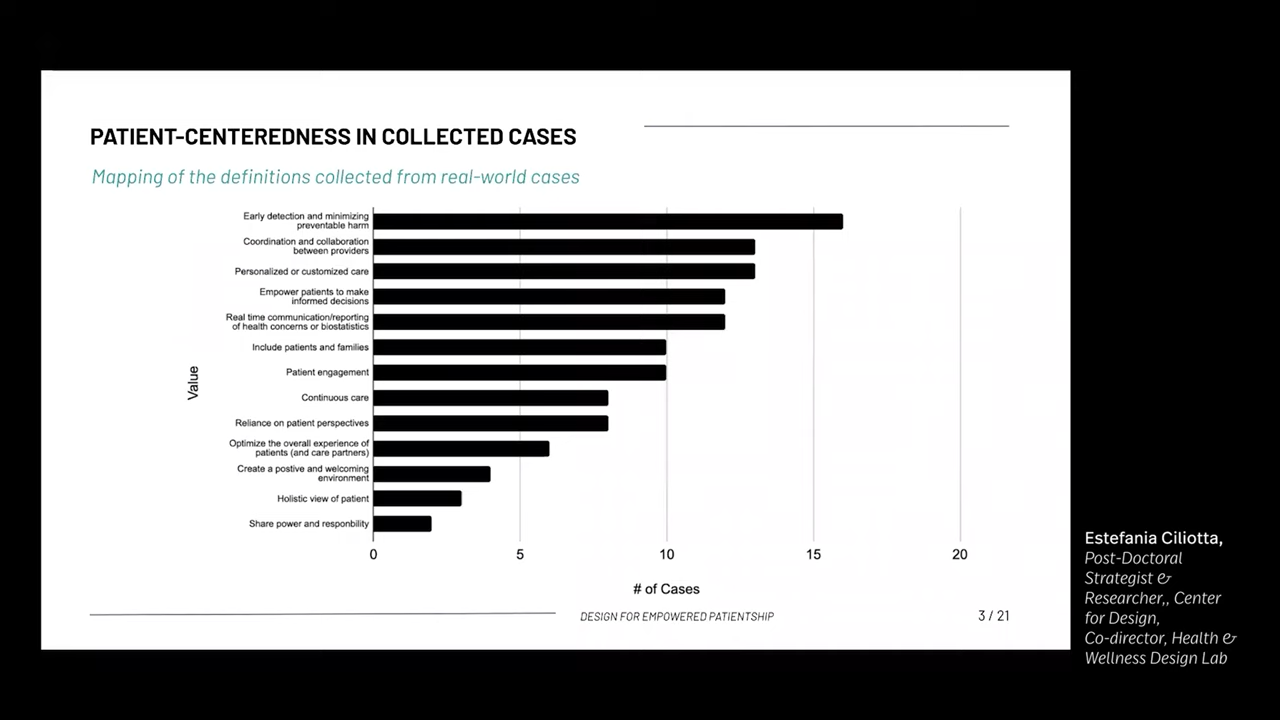 PATIENT-CENTEREDNESS IN COLLECTED CASES
Mapping of the definitions collected from real-world cases
Early detection and minimizing
preventable harm
Coordination and collaboration
between providers
Personalized or customized care
Empower patients to make
informed decisions
Real time communication/reporting
of health concerns or biostatistics
Include patients and families
Patient engagement
Continuous care
Reliance on patient perspectives
Optimize the overall experience of
patients (and care partners)
Create a postive and welcoming
environment
Holistic view of patient
Share power and responbility
Value
0 5 10 15 20
# of Cases
DESIGN FOR EMPOWERED PATIENTSHIP
3 / 21
Estefania Ciliotta,
Post-Doctoral
Strategist &
Researcher,, Center
for Design,
Co-director, Health &
Wellness Design Lab